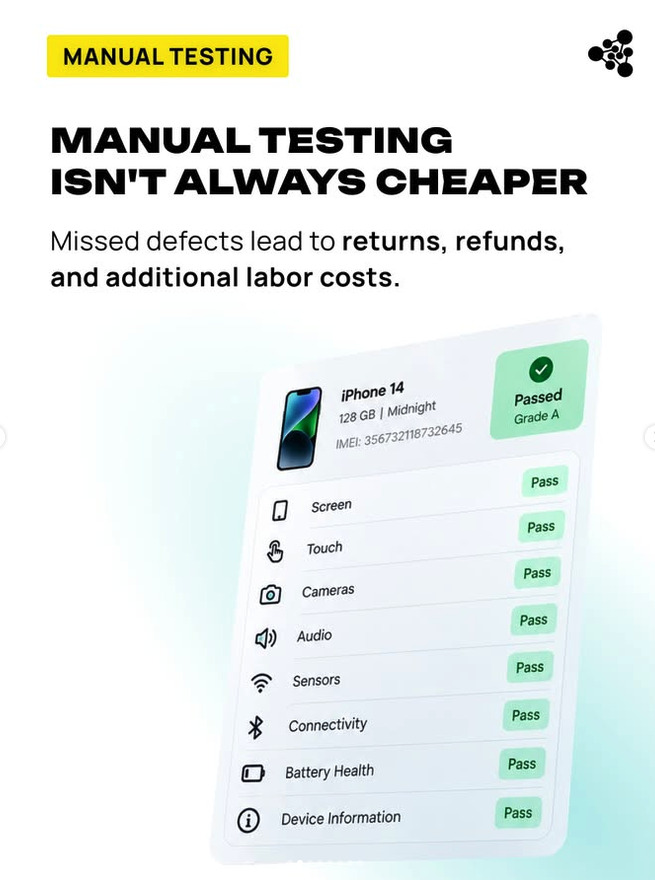 MANUAL TESTING
MANUAL TESTING
ISN'T ALWAYS CHEAPER
Missed defects lead to returns, refunds,
and additional labor costs.
iPhone 14
128 GB | Midnight
IMEI: 356732118732645
Passed
Grade A
Screen Pass
Touch Pass
Cameras Pass
Audio Pass
Sensors Pass
Connectivity Pass
Battery Health Pass
Device Information Pass